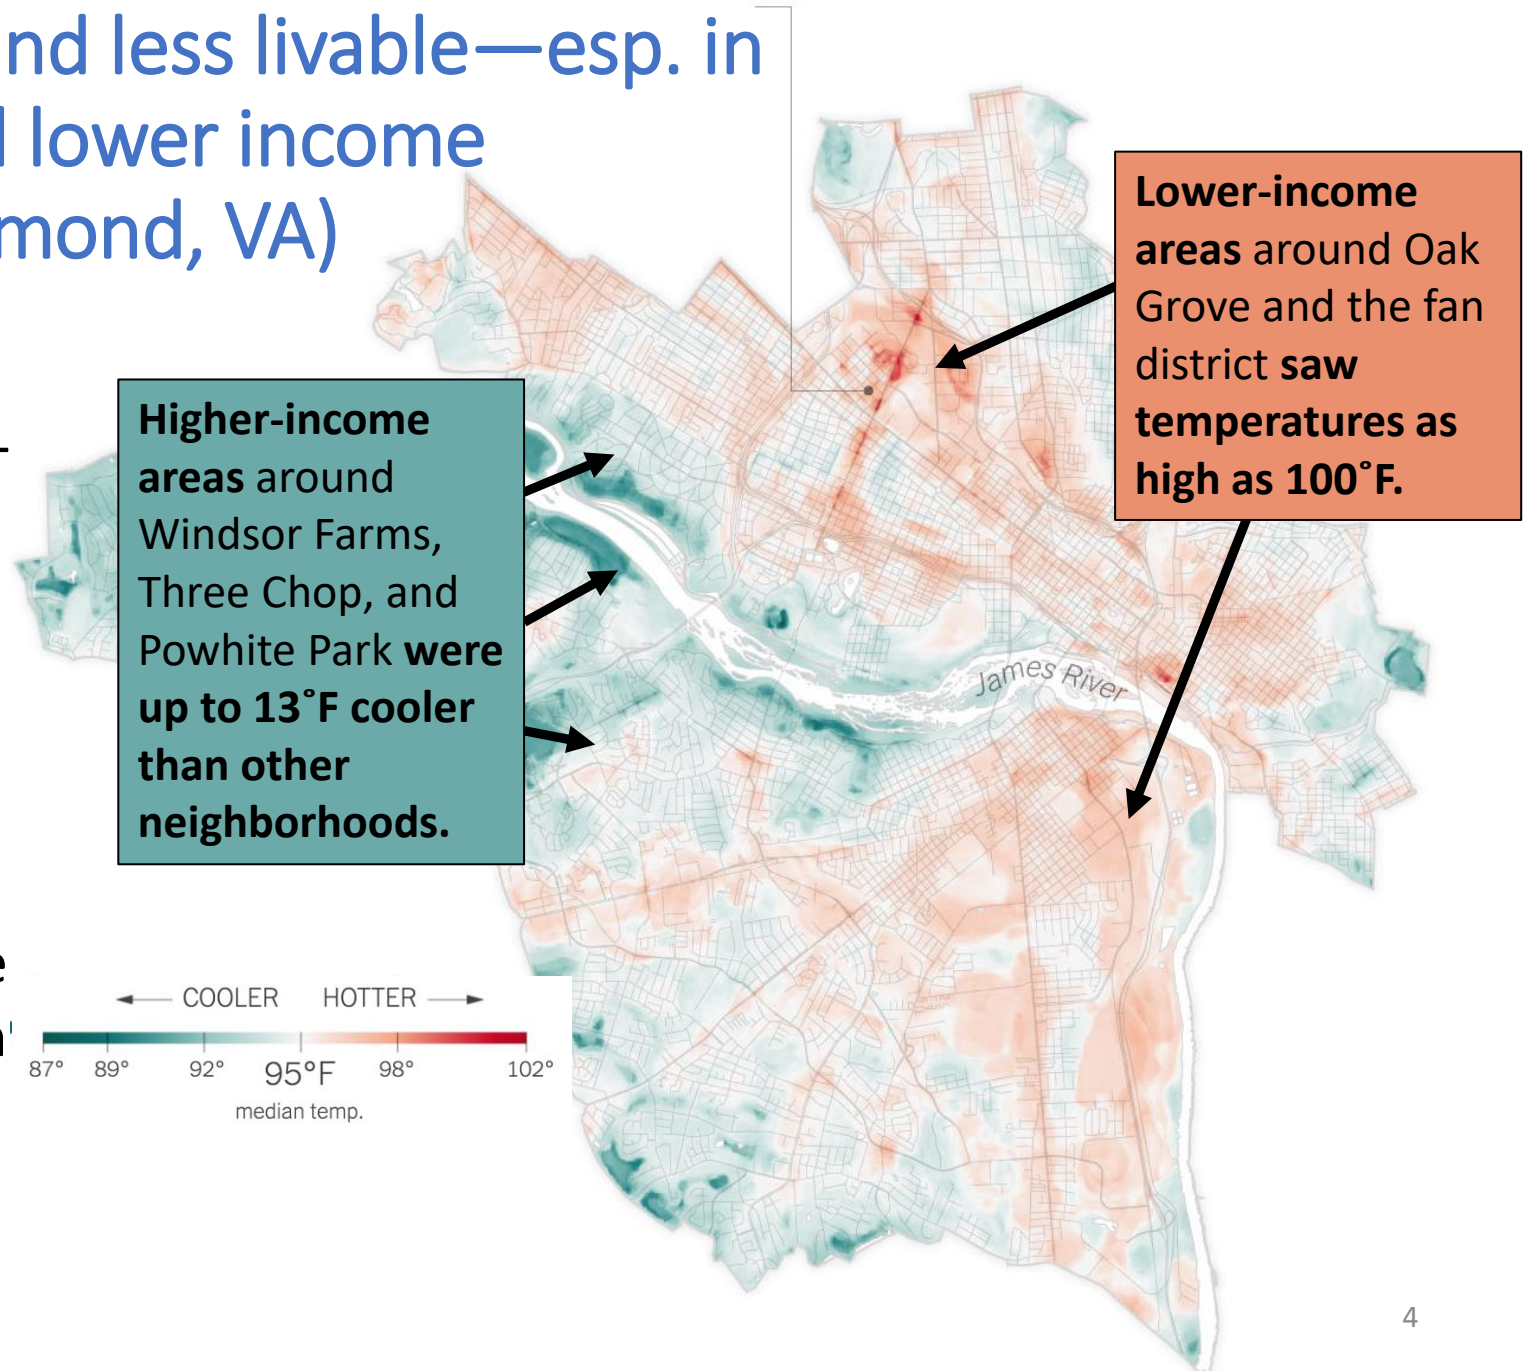 nd less livable—esp. in
lower income
mond, VA)
Lower-income
areas around Oak
Grove and the fan
district saw
temperatures as
high as 100˚F.
Higher-income
areas around
Windsor Farms,
Three Chop, and
Powhite Park were
up to 13˚F cooler
than other
neighborhoods.
James River
e
COOLER HOTTER
87° 89° 92° 95°F 98° 102°
median temp.
4